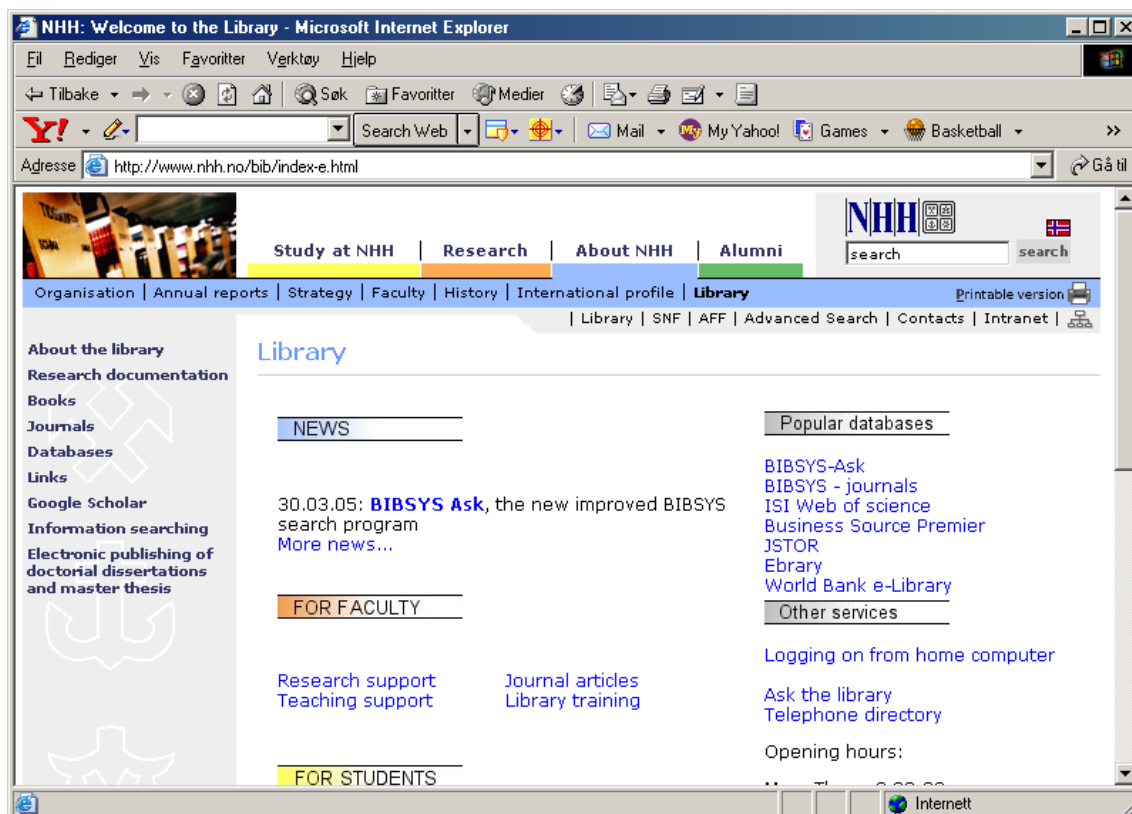 NHH: Welcome to the Library - Microsoft Internet Explorer
Fil Rediger Vis Favoritter Verktøy Hjelp
Tilbake Søk Favoritter Medier
Y! Search Web Mail My Yahoo! Games Basketball »
Adresse http://www.nhh.no/bib/index-e.html Gå til
NHH
Study at NHH | Research | About NHH | Alumni
search search
Organisation | Annual reports | Strategy | Faculty | History | International profile | Library Printable version
| Library | SNF | AFF | Advanced Search | Contacts | Intranet |
About the library
Research documentation
Books
Journals
Databases
Links
Google Scholar
Information searching
Electronic publishing of
doctorial dissertations
and master thesis
Library
NEWS
30.03.05: BIBSYS Ask, the new improved BIBSYS
search program
More news...
FOR FACULTY
Research support Journal articles
Teaching support Library training
FOR STUDENTS
Popular databases
BIBSYS-Ask
BIBSYS - journals
ISI Web of science
Business Source Premier
JSTOR
Ebrary
World Bank e-Library
Other services
Logging on from home computer
Ask the library
Telephone directory
Opening hours:
Internett